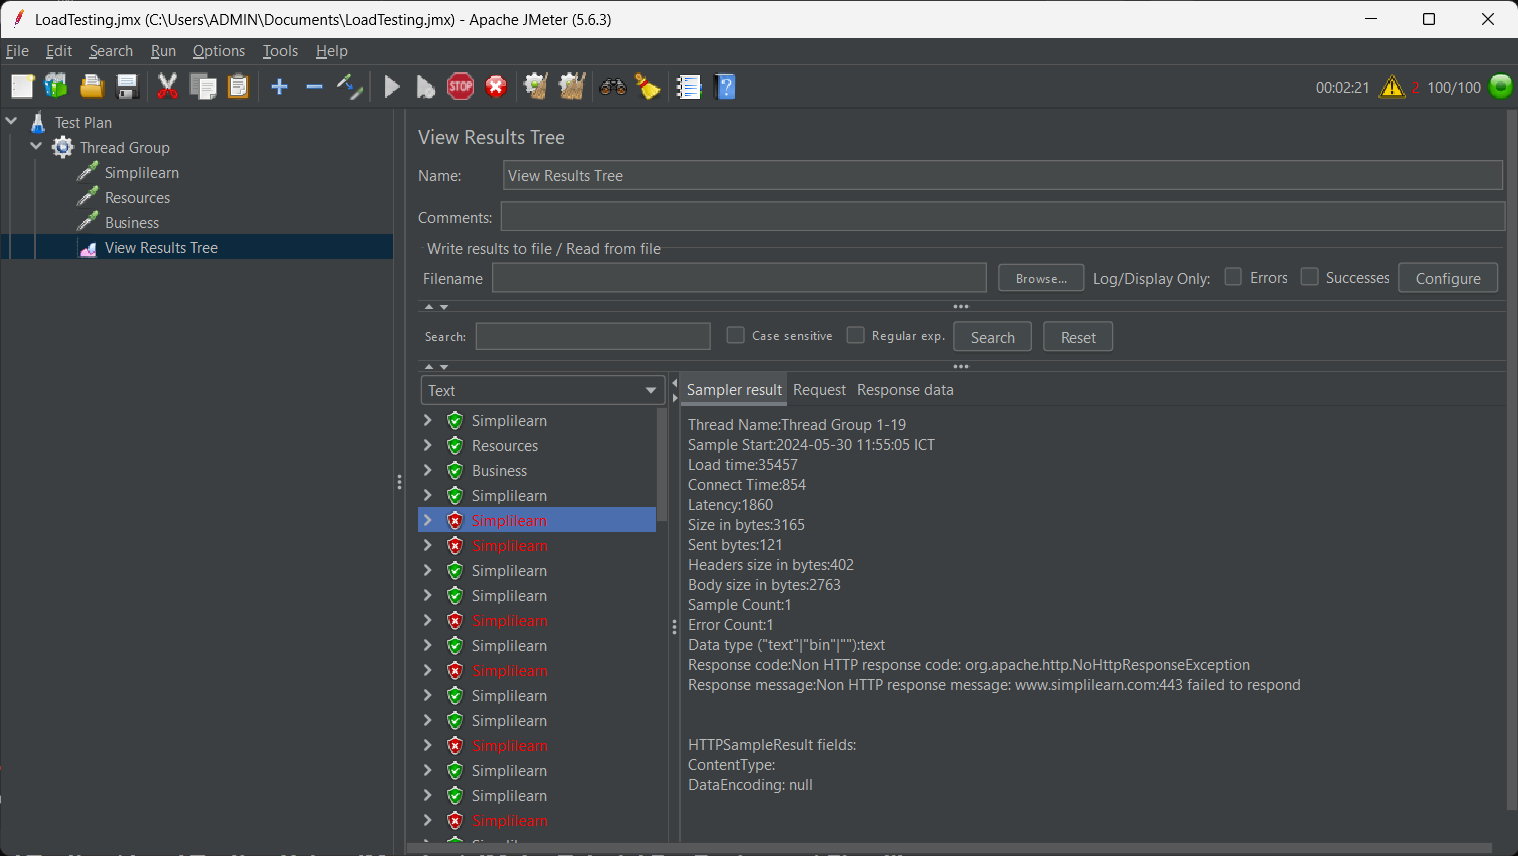 LoadTesting.jmx (C:\Users\ADMIN\Documents\LoadTesting.jmx) - Apache JMeter (5.6.3)
File Edit Search Run Options Tools Help
STOP
?
00:02:21 2 100/100
Test Plan
Thread Group
Simplilearn
Resources
Business
View Results Tree
View Results Tree
Name: View Results Tree
Comments:
Write results to file / Read from file
Filename Browse... Log/Display Only: Errors Successes Configure
Search: Case sensitive Regular exp. Search Reset
Text
Simplilearn
Resources
Business
Simplilearn
Simplilearn
Simplilearn
Simplilearn
Simplilearn
Simplilearn
Simplilearn
Simplilearn
Simplilearn
Simplilearn
Simplilearn
Simplilearn
Simplilearn
Simplilearn
Sampler result Request Response data
Thread Name:Thread Group 1-19
Sample Start:2024-05-30 11:55:05 ICT
Load time:35457
Connect Time:854
Latency:1860
Size in bytes:3165
Sent bytes:121
Headers size in bytes:402
Body size in bytes:2763
Sample Count:1
Error Count:1
Data type ("text"|"bin"|""):text
Response code:Non HTTP response code: org.apache.http.NoHttpResponseException
Response message:Non HTTP response message: www.simplilearn.com:443 failed to respond
HTTPSampleResult fields:
ContentType:
DataEncoding: null